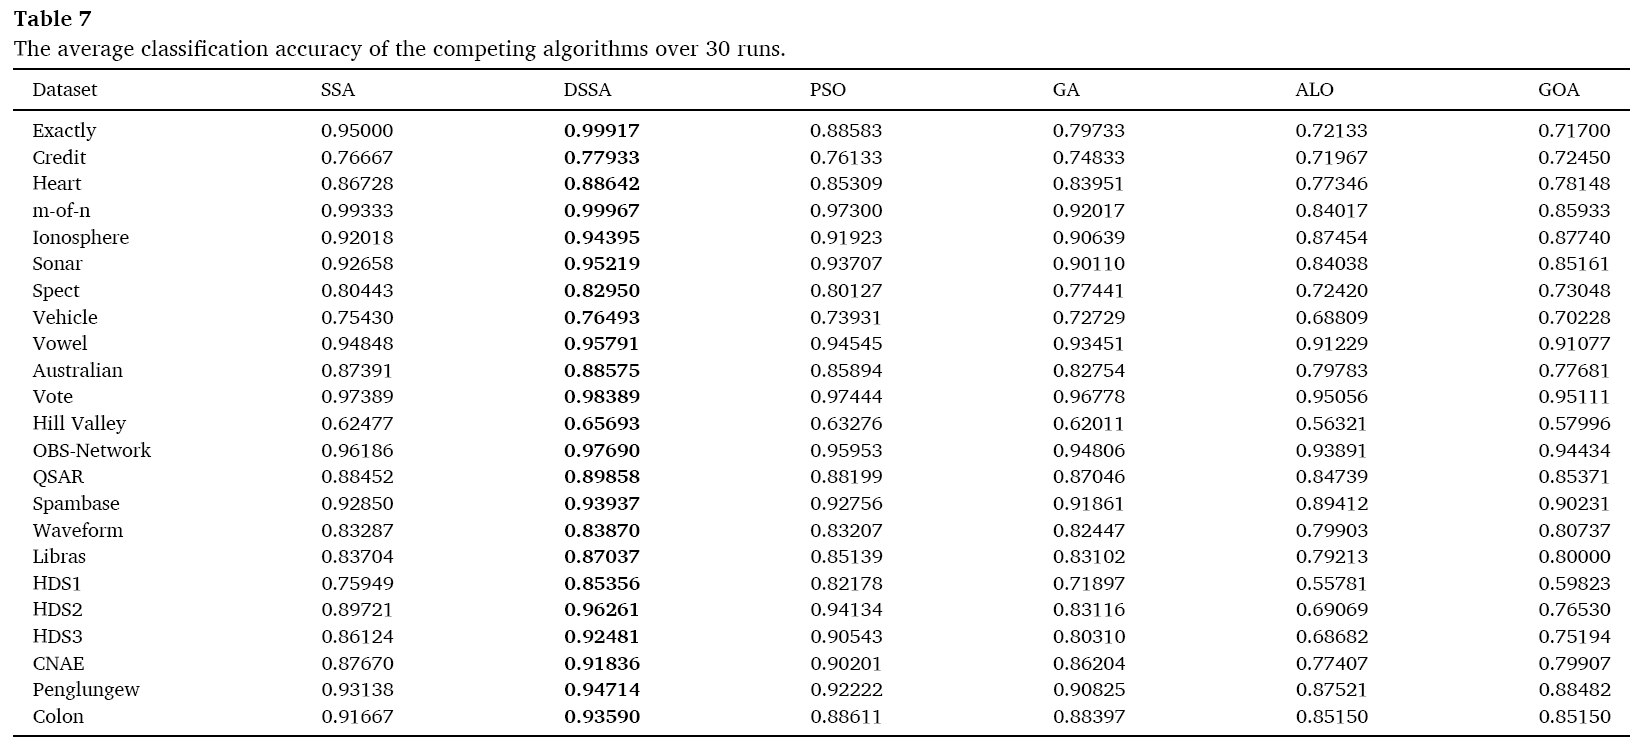 Table 7
The average classification accuracy of the competing algorithms over 30 runs.
Dataset SSA DSSA PSO GA ALO GOA
Exactly 0.95000 0.99917 0.88583 0.79733 0.72133 0.71700
Credit 0.76667 0.77933 0.76133 0.74833 0.71967 0.72450
Heart 0.86728 0.88642 0.85309 0.83951 0.77346 0.78148
m-of-n 0.99333 0.99967 0.97300 0.92017 0.84017 0.85933
Ionosphere 0.92018 0.94395 0.91923 0.90639 0.87454 0.87740
Sonar 0.92658 0.95219 0.93707 0.90110 0.84038 0.85161
Spect 0.80443 0.82950 0.80127 0.77441 0.72420 0.73048
Vehicle 0.75430 0.76493 0.73931 0.72729 0.68809 0.70228
Vowel 0.94848 0.95791 0.94545 0.93451 0.91229 0.91077
Australian 0.87391 0.88575 0.85894 0.82754 0.79783 0.77681
Vote 0.97389 0.98389 0.97444 0.96778 0.95056 0.95111
Hill Valley 0.62477 0.65693 0.63276 0.62011 0.56321 0.57996
OBS-Network 0.96186 0.97690 0.95953 0.94806 0.93891 0.94434
QSAR 0.88452 0.89858 0.88199 0.87046 0.84739 0.85371
Spambase 0.92850 0.93937 0.92756 0.91861 0.89412 0.90231
Waveform 0.83287 0.83870 0.83207 0.82447 0.79903 0.80737
Libras 0.83704 0.87037 0.85139 0.83102 0.79213 0.80000
HDS1 0.75949 0.85356 0.82178 0.71897 0.55781 0.59823
HDS2 0.89721 0.96261 0.94134 0.83116 0.69069 0.76530
HDS3 0.86124 0.92481 0.90543 0.80310 0.68682 0.75194
CNAE 0.87670 0.91836 0.90201 0.86204 0.77407 0.79907
Penglungew 0.93138 0.94714 0.92222 0.90825 0.87521 0.88482
Colon 0.91667 0.93590 0.88611 0.88397 0.85150 0.85150